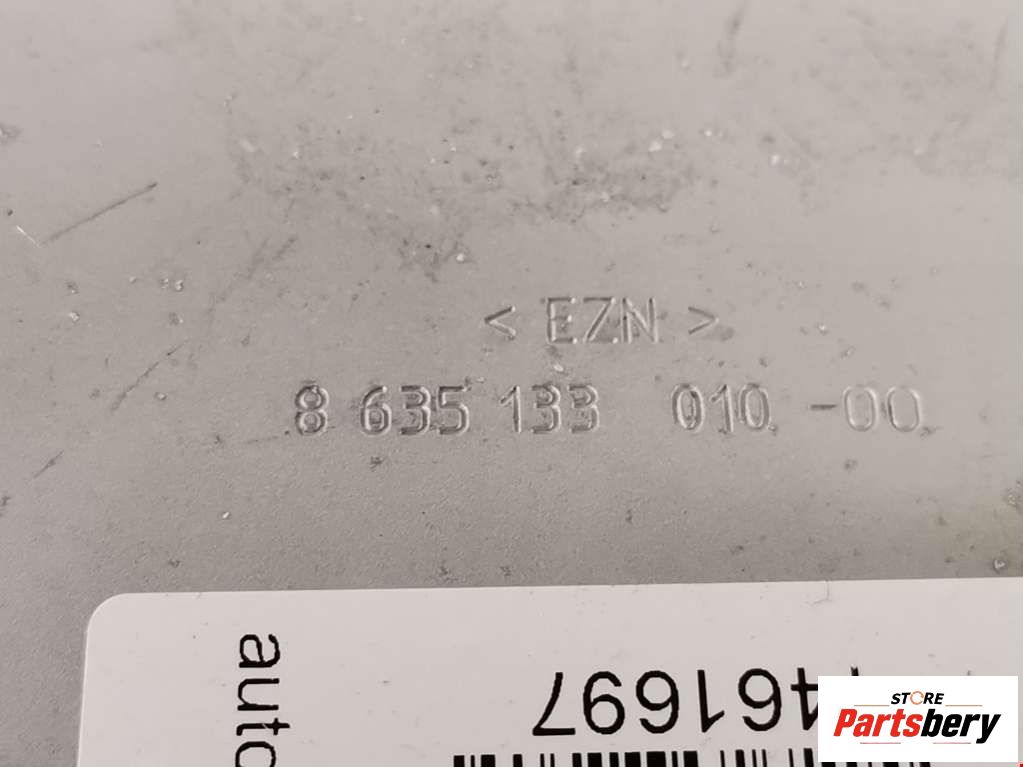 < EZN >
8 635 133 010 -00
auto
461697
STORE
Partsbery